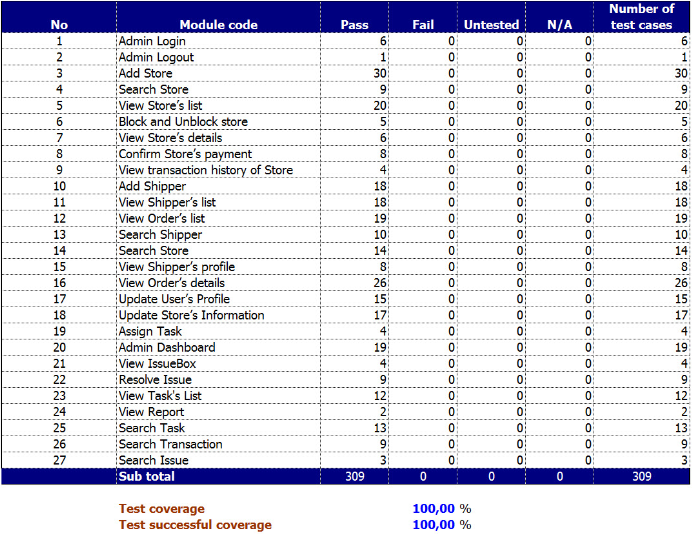 No Module code Pass Fail Untested N/A Number of test cases
1 Admin Login 6 0 0 0 6
2 Admin Logout 1 0 0 0 1
3 Add Store 30 0 0 0 30
4 Search Store 9 0 0 0 9
5 View Store's list 20 0 0 0 20
6 Block and Unblock store 5 0 0 0 5
7 View Store's details 6 0 0 0 6
8 Confirm Store's payment 8 0 0 0 8
9 View transaction history of Store 4 0 0 0 4
10 Add Shipper 18 0 0 0 18
11 View Shipper's list 18 0 0 0 18
12 View Order's list 19 0 0 0 19
13 Search Shipper 10 0 0 0 10
14 Search Store 14 0 0 0 14
15 View Shipper's profile 8 0 0 0 8
16 View Order's details 26 0 0 0 26
17 Update User's Profile 15 0 0 0 15
18 Update Store's Information 17 0 0 0 17
19 Assign Task 4 0 0 0 4
20 Admin Dashboard 19 0 0 0 19
21 View IssueBox 4 0 0 0 4
22 Resolve Issue 9 0 0 0 9
23 View Task's List 12 0 0 0 12
24 View Report 2 0 0 0 2
25 Search Task 13 0 0 0 13
26 Search Transaction 9 0 0 0 9
27 Search Issue 3 0 0 0 3
Sub total 309 0 0 0 309
Test coverage 100,00 %
Test successful coverage 100,00 %